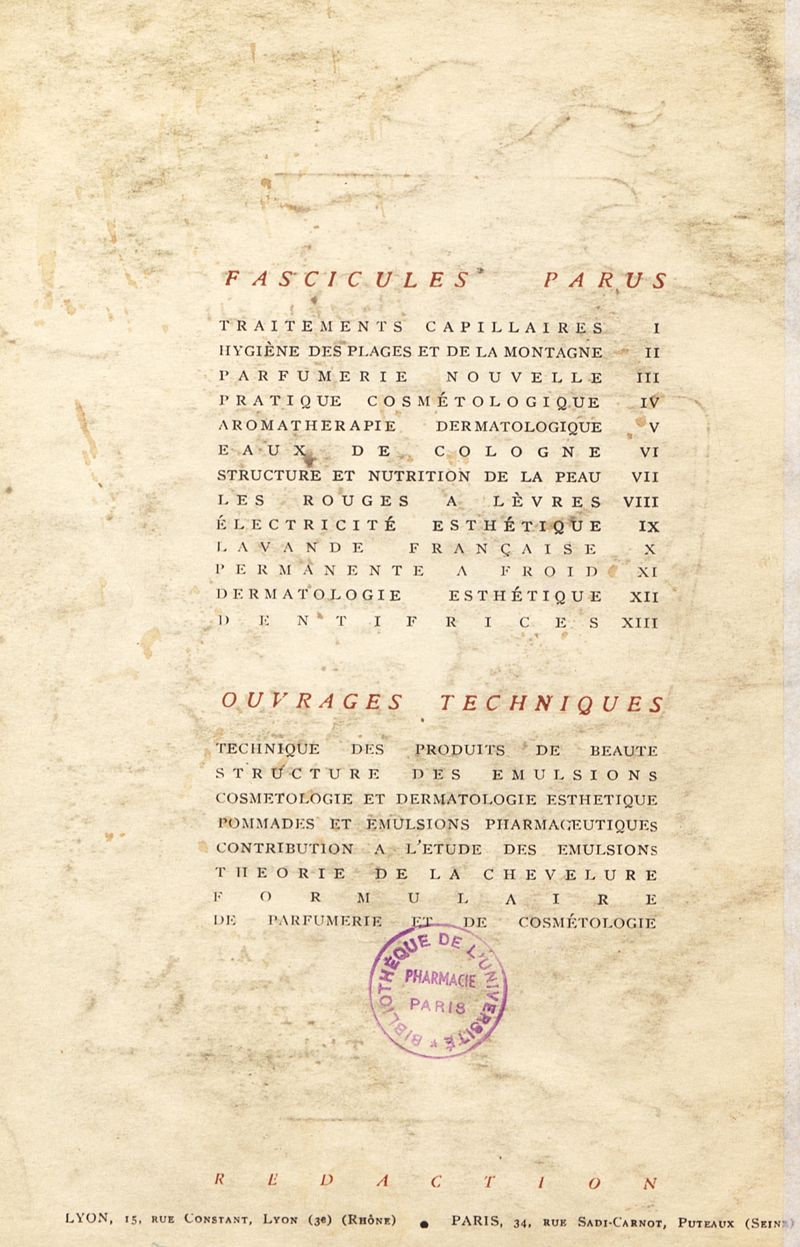 FASCICULES PARUS
TRAITEMENTS CAPILLAIRES I
HYGIÈNE DES PLAGES ET DE LA MONTAGNE II
PARFUMERIE NOUVELLE III
PRATIQUE COSMÉTOLOGIQUE IV
AROMATHERAPIE DERMATOLOGIQUE V
EAUX DE COLOGNE VI
STRUCTURE ET NUTRITION DE LA PEAU VII
LES ROUGES A LÈVRES VIII
ÉLECTRICITÉ ESTHÉTIQUE IX
LAVANDE FRANÇAISE X
PERMANENTE A FROID XI
DERMATOLOGIE ESTHÉTIQUE XII
DENTIFRICES XIII
OUVRAGES TECHNIQUES
TECHNIQUE DES PRODUITS DE BEAUTE
STRUCTURE DES EMULSIONS
COSMETOLOGIE ET DERMATOLOGIE ESTHETIQUE
POMMADES ET EMULSIONS PHARMACEUTIQUES
CONTRIBUTION A L'ETUDE DES EMULSIONS
THEORIE DE LA CHEVELURE
FORMULAIRE
DE PARFUMERIE ET DE COSMÉTOLOGIE
BIBLIOTHÉQUE DE L'UNIVERSITÉ *
PHARMACIE
PARIS
REDACTION
LYON, 15, RUE CONSTANT, LYON (3e) (RHÔNE) • PARIS, 34, RUE SADI-CARNOT, PUTEAUX (SEINE)